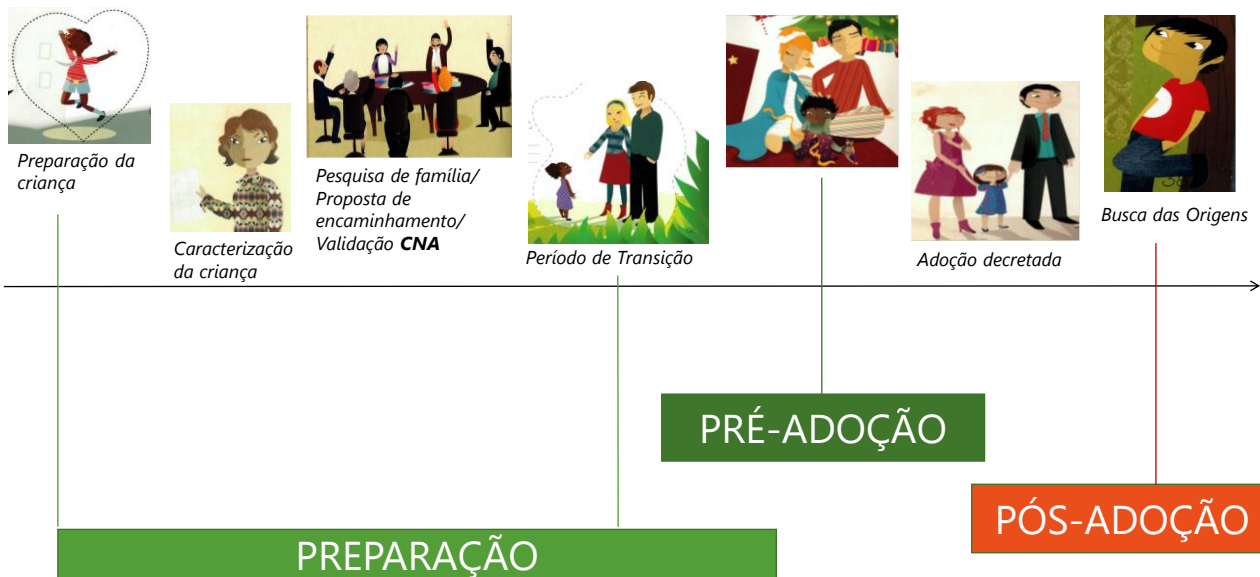 Preparação da
criança
Caracterização
da criança
Pesquisa de família/
Proposta de
encaminhamento/
Validação CNA
Período de Transição
Adoção decretada
Busca das Origens
PRÉ-ADOÇÃO
PÓS-ADOÇÃO
PREPARAÇÃO